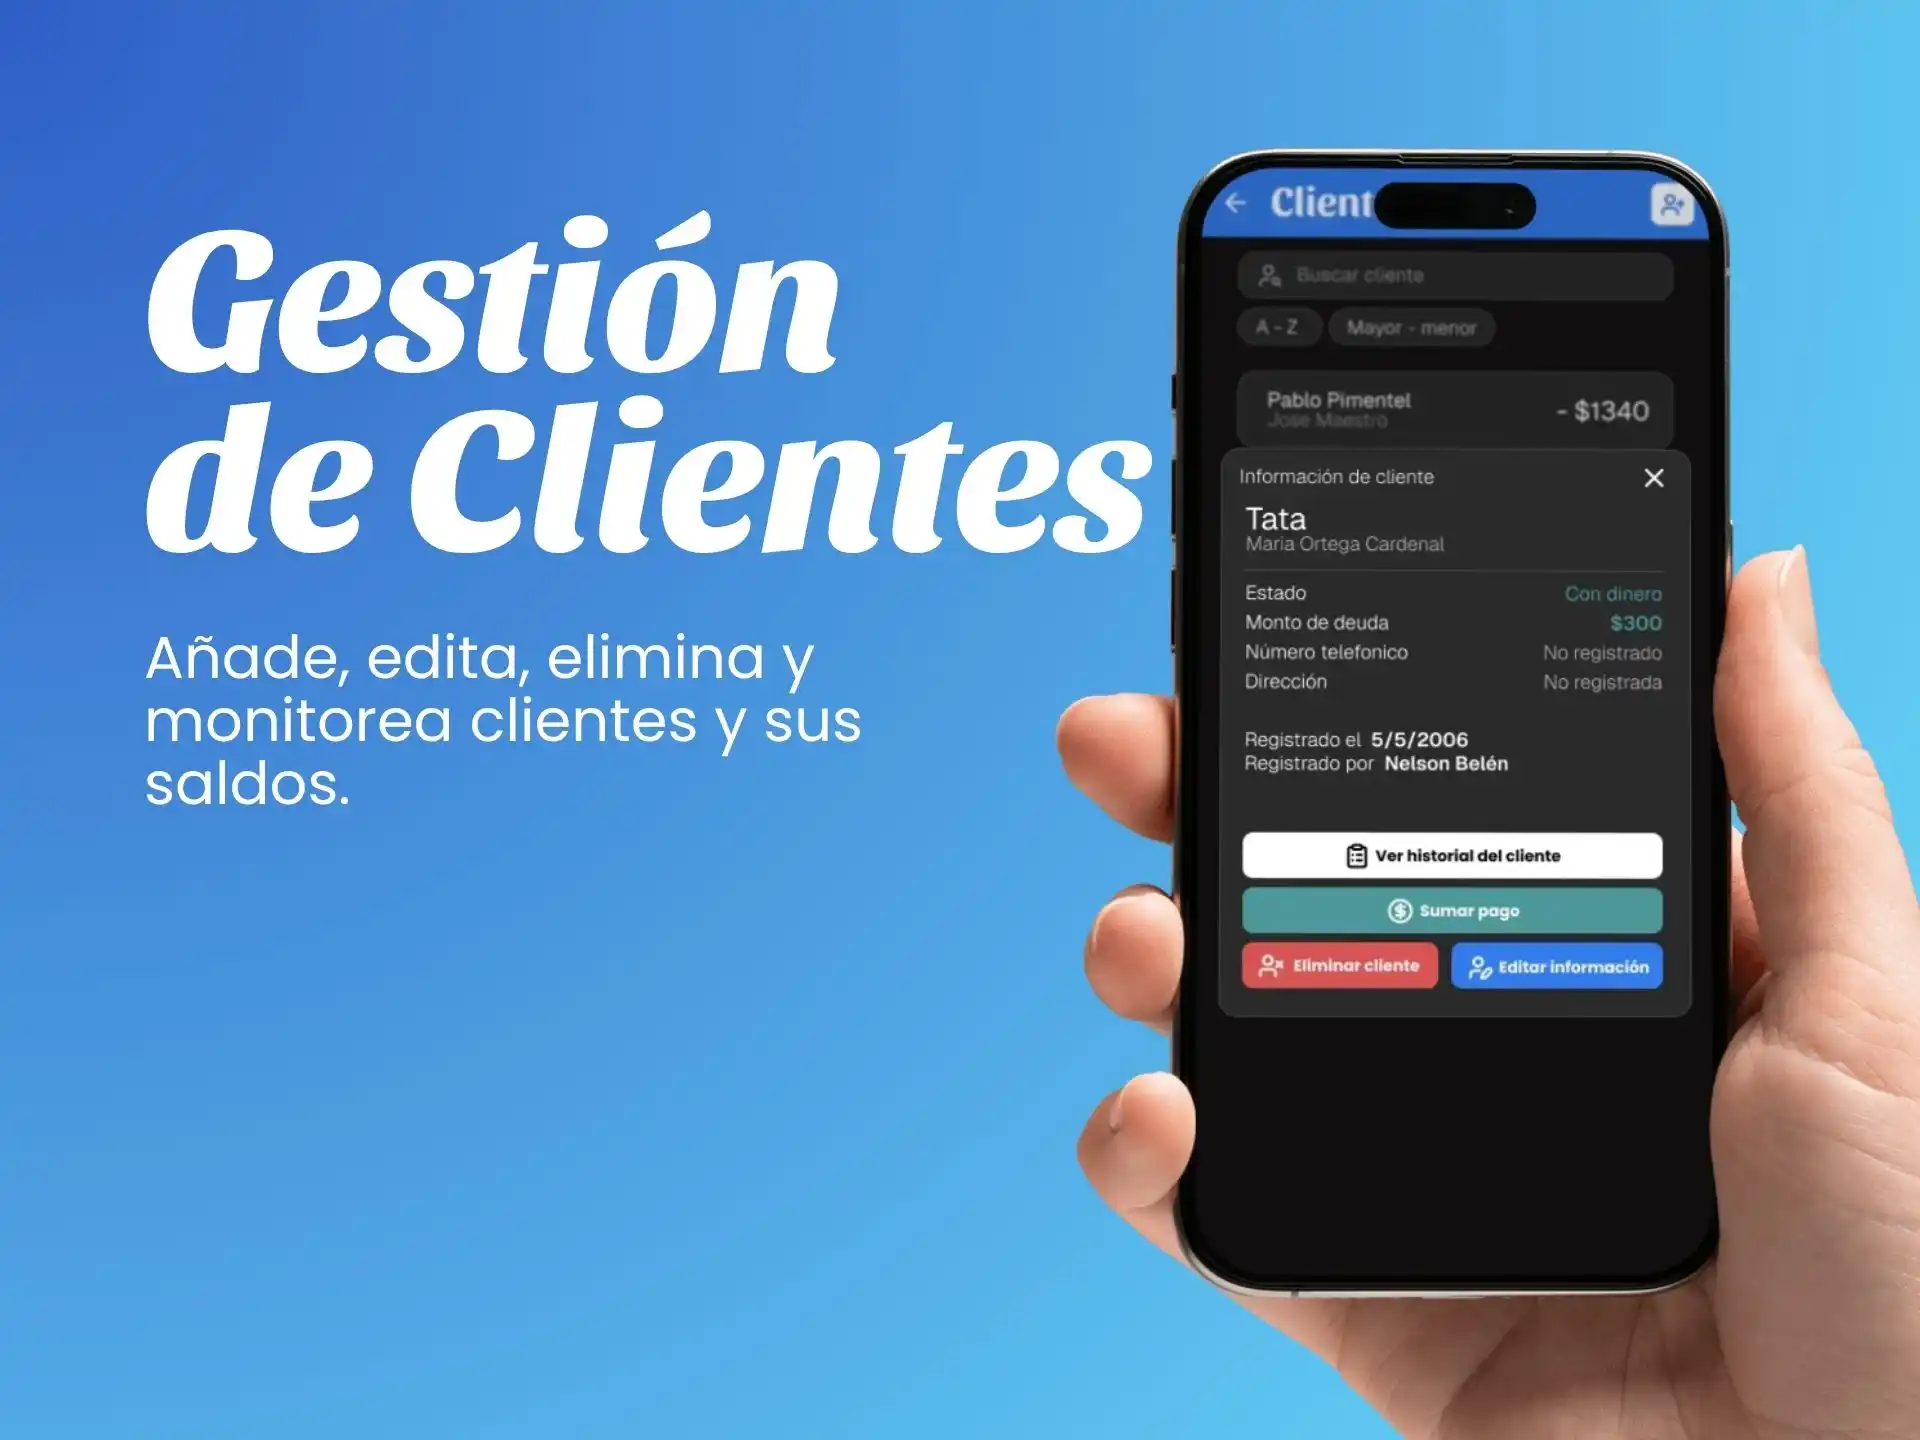 Gestión
de Clientes
Añade, edita, elimina y
monitorea clientes y sus
saldos.
Client
Buscar cliente
A - Z
Mayor - menor
Pablo Pimentel
- $1340
Jose Maestro
Información de cliente
Tata
Maria Ortega Cardenal
Estado Con dinero
Monto de deuda $300
Número telefonico No registrado
Dirección No registrada
Registrado el 5/5/2006
Registrado por Nelson Belén
Ver historial del cliente
Sumar pago
Eliminar cliente
Editar información